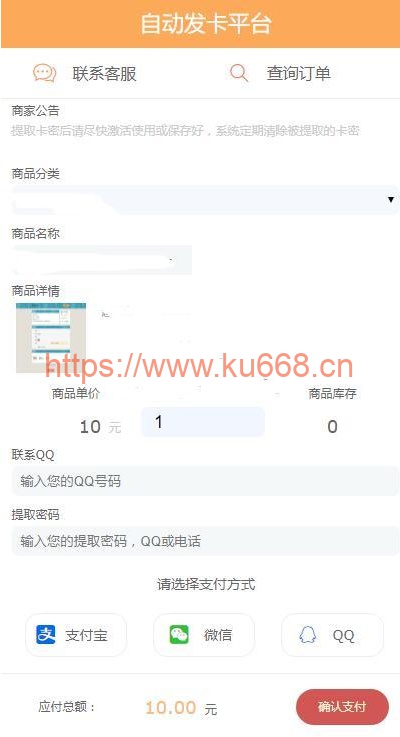 自动发卡平台
联系客服 查询订单
商家公告
提取卡密后请尽快激活使用或保存好，系统定期清除被提取的卡密
商品分类
商品名称
商品详情
https://www.ku668.cn
商品单价 商品库存
10 元 1 0
联系QQ
输入您的QQ号码
提取密码
输入您的提取密码，QQ或电话
请选择支付方式
支付宝 微信 QQ
应付总额： 10.00 元 确认支付